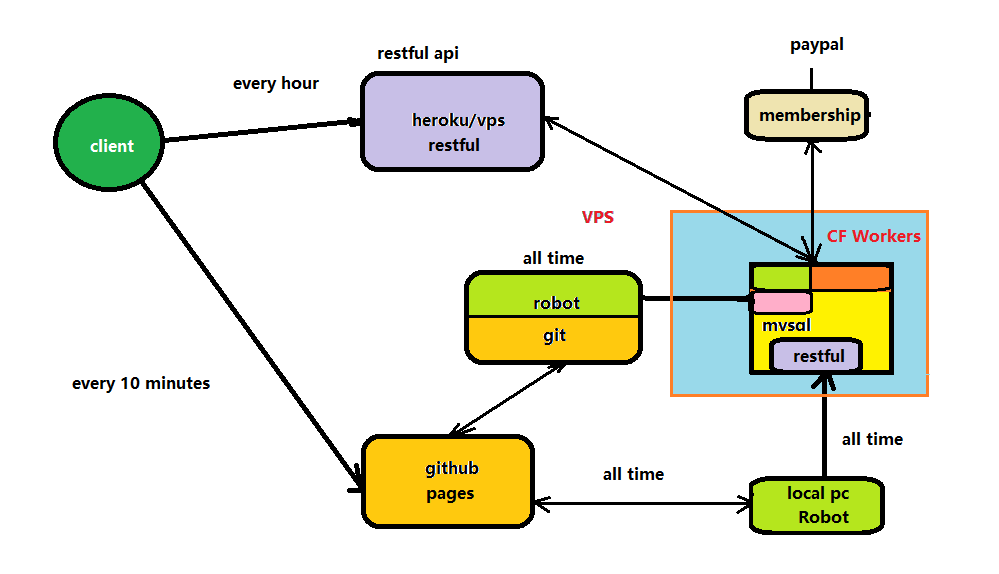 paypal
restful api
every hour
membership
heroku/vps
restful
client
VPS
CF Workers
all time
robot
git
mvsal
restful
every 10 minutes
all time
github
pages
all time
local pc
Robot